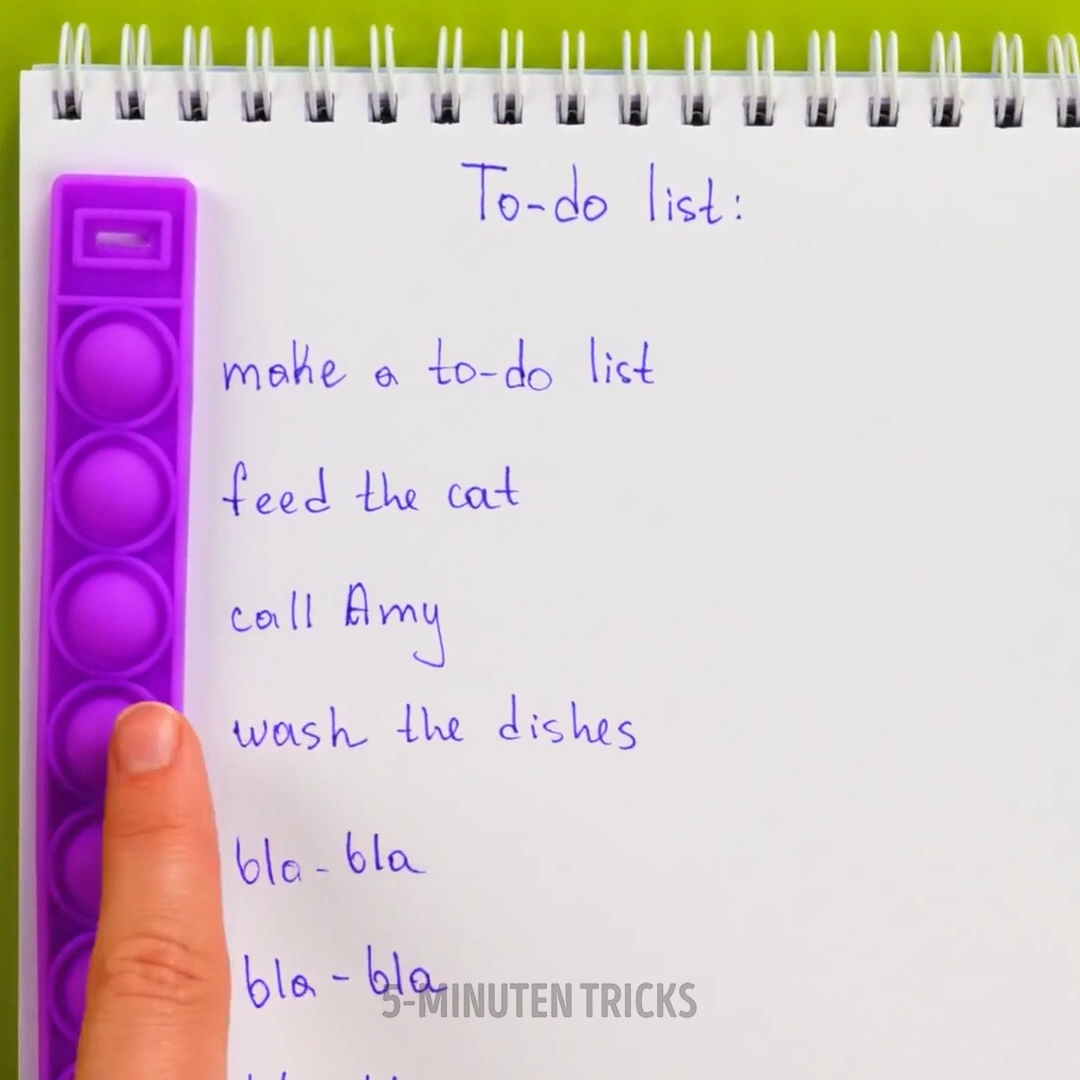 To-do list:
make a to-do list
feed the cat
call Amy
wash the dishes
bla-bla
bla-bla
5-MINUTEN TRICKS